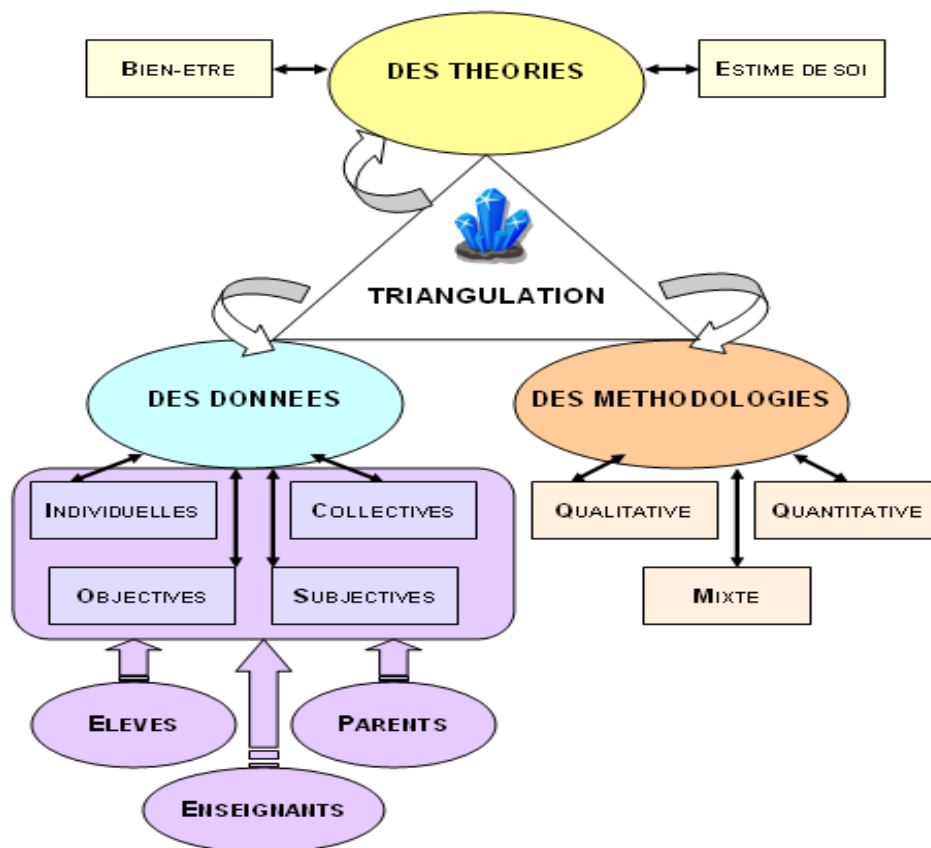 BIEN-ETRE
DES THEORIES
ESTIME DE SOI
TRIANGULATION
DES DONNEES
DES METHODOLOGIES
INDIVIDUELLES
COLLECTIVES
QUALITATIVE
QUANTITATIVE
OBJECTIVES
SUBJECTIVES
MIXTE
ELEVES
PARENTS
ENSEIGNANTS